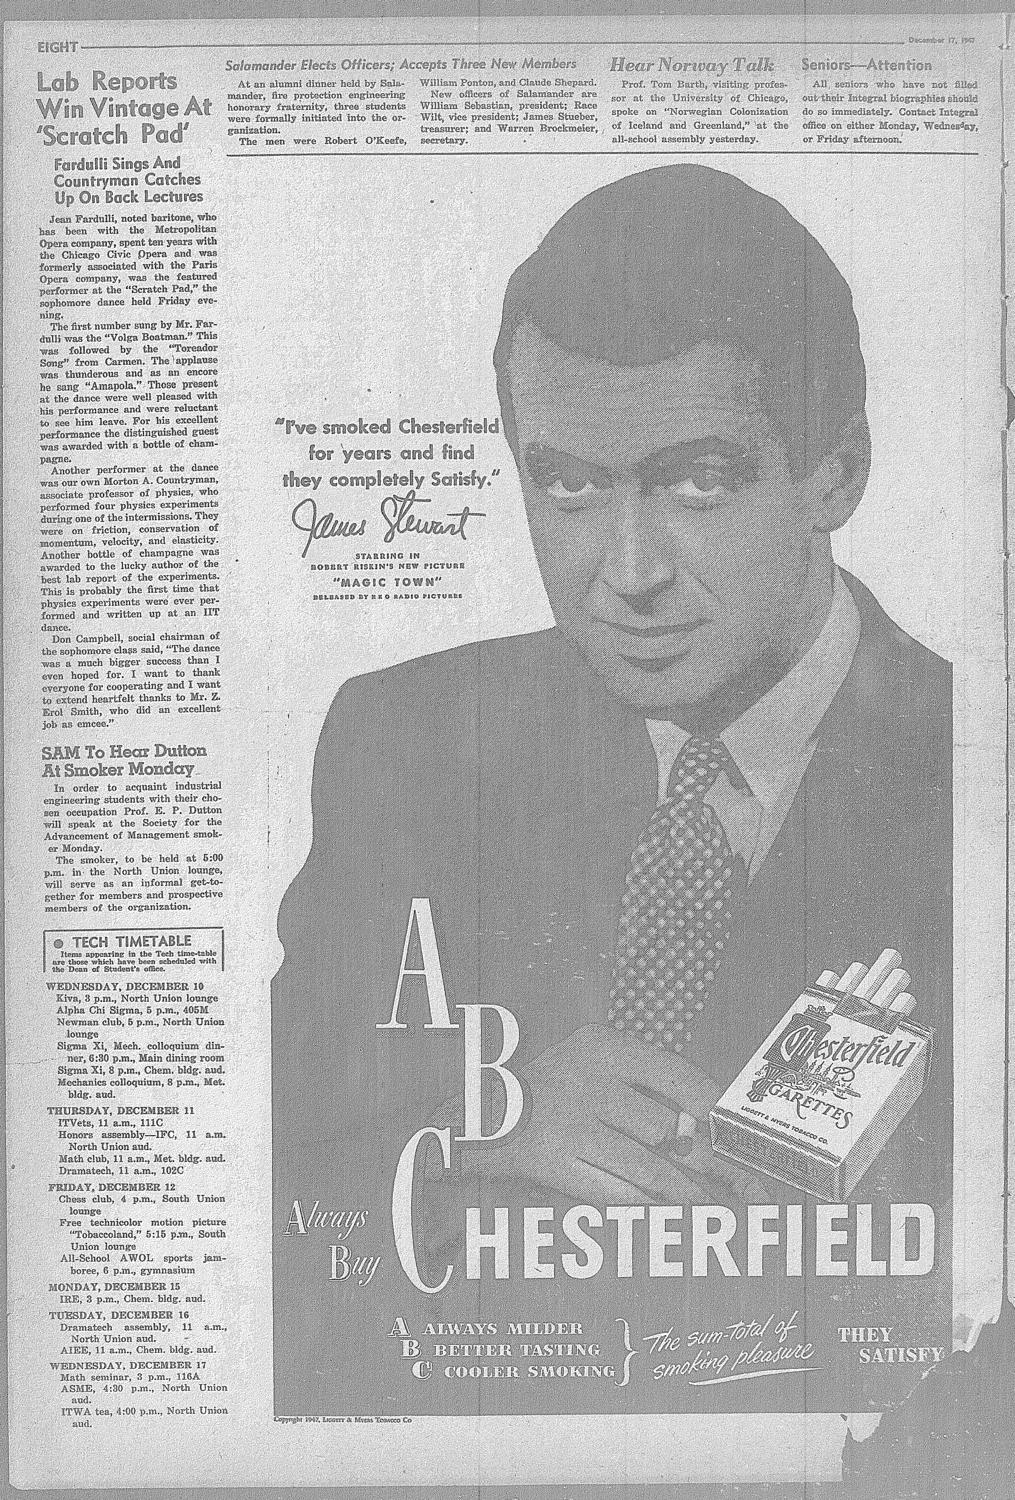 EIGHT
December 17, 1947
Lab Reports
Win Vintage At
'Scratch Pad'
Fardulli Sings And
Countryman Catches
Up On Back Lectures
Jean Fardulli, noted baritone, who
has been with the Metropolitan
Opera company, spent ten years with
the Chicago Civic Opera and was
formerly associated with the Paris
Opera company, was the featured
performer at the "Scratch Pad," the
sophomore dance held Friday eve-
ning.
The first number sung by Mr. Far-
dulli was the "Volga Boatman." This
was followed by the "Toreador
Song" from Carmen. The applause
was thunderous and as an encore
he sang "Amapola." Those present
at the dance were well pleased with
his performance and were reluctant
to see him leave. For his excellent
performance the distinguished guest
was awarded with a bottle of cham-
pagne.
Another performer at the dance
was our own Morton A. Countryman,
associate professor of physics, who
performed four physics experiments
during one of the intermissions. They
were on friction, conservation of
momentum, velocity, and elasticity.
Another bottle of champagne was
awarded to the lucky author of the
best lab report of the experiments.
This is probably the first time that
physics experiments were ever per-
formed and written up at an IIT
dance.
Don Campbell, social chairman of
the sophomore class said, "The dance
was a much bigger success than I
even hoped for. I want to thank
everyone for cooperating and I want
to extend heartfelt thanks to Mr. Z.
Erol Smith, who did an excellent
job as emcee."
SAM To Hear Dutton
At Smoker Monday
In order to acquaint industrial
engineering students with their cho-
sen occupation Prof. E. P. Dutton
will speak at the Society for the
Advancement of Management smok-
er Monday.
The smoker, to be held at 5:00
p.m. in the North Union lounge,
will serve as an informal get-to-
gether for members and prospective
members of the organization.
TECH TIMETABLE
Items appearing in the Tech time-table
are those which have been scheduled with
the Dean of Student's office.
WEDNESDAY, DECEMBER 10
Kiva, 3 p.m., North Union lounge
Alpha Chi Sigma, 5 p.m., 405M
Newman club, 5 p.m., North Union
lounge
Sigma Xi, Mech. colloquium din-
ner, 6:30 p.m., Main dining room
Sigma Xi, 8 p.m., Chem. bldg. aud.
Mechanics colloquium, 8 p.m., Met.
bldg. aud.
THURSDAY, DECEMBER 11
ITVets, 11 a.m., 111C
Honors assembly—IFC, 11 a.m.
North Union aud.
Math club, 11 a.m., Met. bldg. aud.
Dramatech, 11 a.m., 102C
FRIDAY, DECEMBER 12
Chess club, 4 p.m., South Union
lounge
Free technicolor motion picture
"Tobaccoland," 5:15 p.m., South
Union lounge
All-School AWOL sports jam-
boree, 6 p.m., gymnasium
MONDAY, DECEMBER 15
IRE, 3 p.m., Chem. bldg. aud.
TUESDAY, DECEMBER 16
Dramatech assembly, 11 a.m.,
North Union aud.
AIEE, 11 a.m., Chem. bldg. aud.
WEDNESDAY, DECEMBER 17
Math seminar, 3 p.m., 116A
ASME, 4:30 p.m., North Union
aud.
ITWA tea, 4:00 p.m., North Union
aud.
Salamander Elects Officers; Accepts Three New Members
At an alumni dinner held by Sala-
mander, fire protection engineering
honorary fraternity, three students
were formally initiated into the or-
ganization.
The men were Robert O'Keefe,
William Ponton, and Claude Shepard.
New officers of Salamander are
William Sebastian, president; Race
Wilt, vice president; James Stueber,
treasurer; and Warren Brockmeier,
secretary.
Hear Norway Talk
Prof. Tom Barth, visiting profes-
sor at the University of Chicago,
spoke on "Norwegian Colonization
of Iceland and Greenland," at the
all-school assembly yesterday.
Seniors—Attention
All seniors who have not filled
out their Integral biographies should
do so immediately. Contact Integral
office on either Monday, Wednesday,
or Friday afternoon.
"I've smoked Chesterfield
for years and find
they completely Satisfy."
James Stewart
STARRING IN
ROBERT RISKIN'S NEW PICTURE
"MAGIC TOWN"
RELEASED BY RKO RADIO PICTURES
A
B
C
Chesterfield
CIGARETTES
LIGGETT & MYERS TOBACCO CO.
Always
Buy
CHESTERFIELD
A ALWAYS MILDER
B BETTER TASTING
C COOLER SMOKING
The sum-total of
smoking pleasure
THEY
SATISFY
Copyright 1947, LIGGETT & MYERS TOBACCO CO.